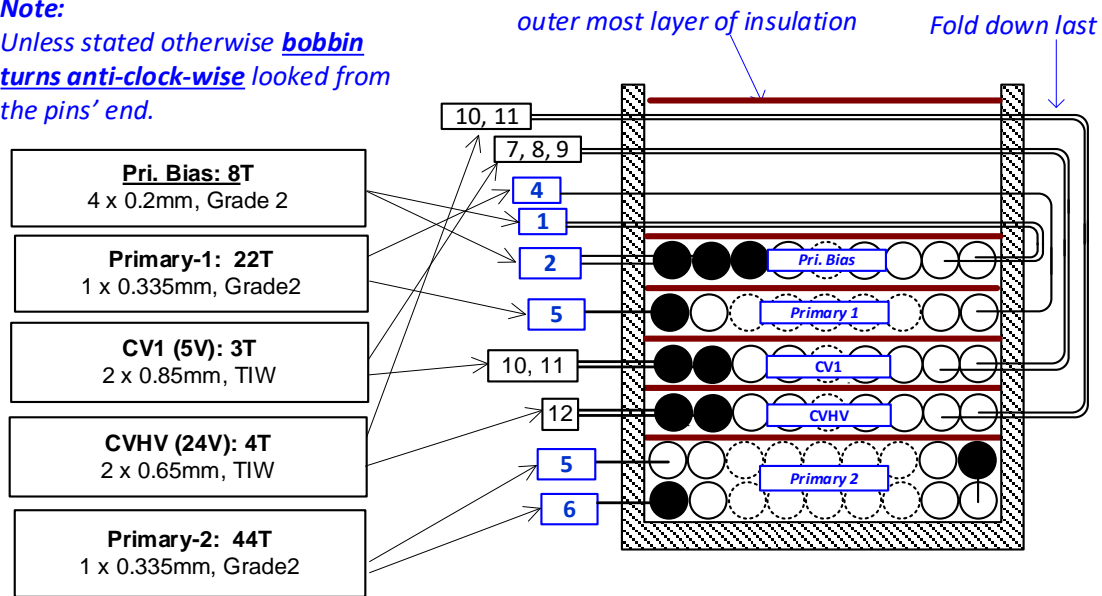 Note:
Unless stated otherwise bobbin
turns anti-clock-wise looked from
the pins’ end.
outer most layer of insulation
Fold down last
10, 11
7, 8, 9
4
1
2
5
10, 11
12
5
6
Pri. Bias: 8T
4 x 0.2mm, Grade 2
Primary-1: 22T
1 x 0.335mm, Grade2
CV1 (5V): 3T
2 x 0.85mm, TIW
CVHV (24V): 4T
2 x 0.65mm, TIW
Primary-2: 44T
1 x 0.335mm, Grade2
Pri. Bias
Primary 1
CV1
CVHV
Primary 2